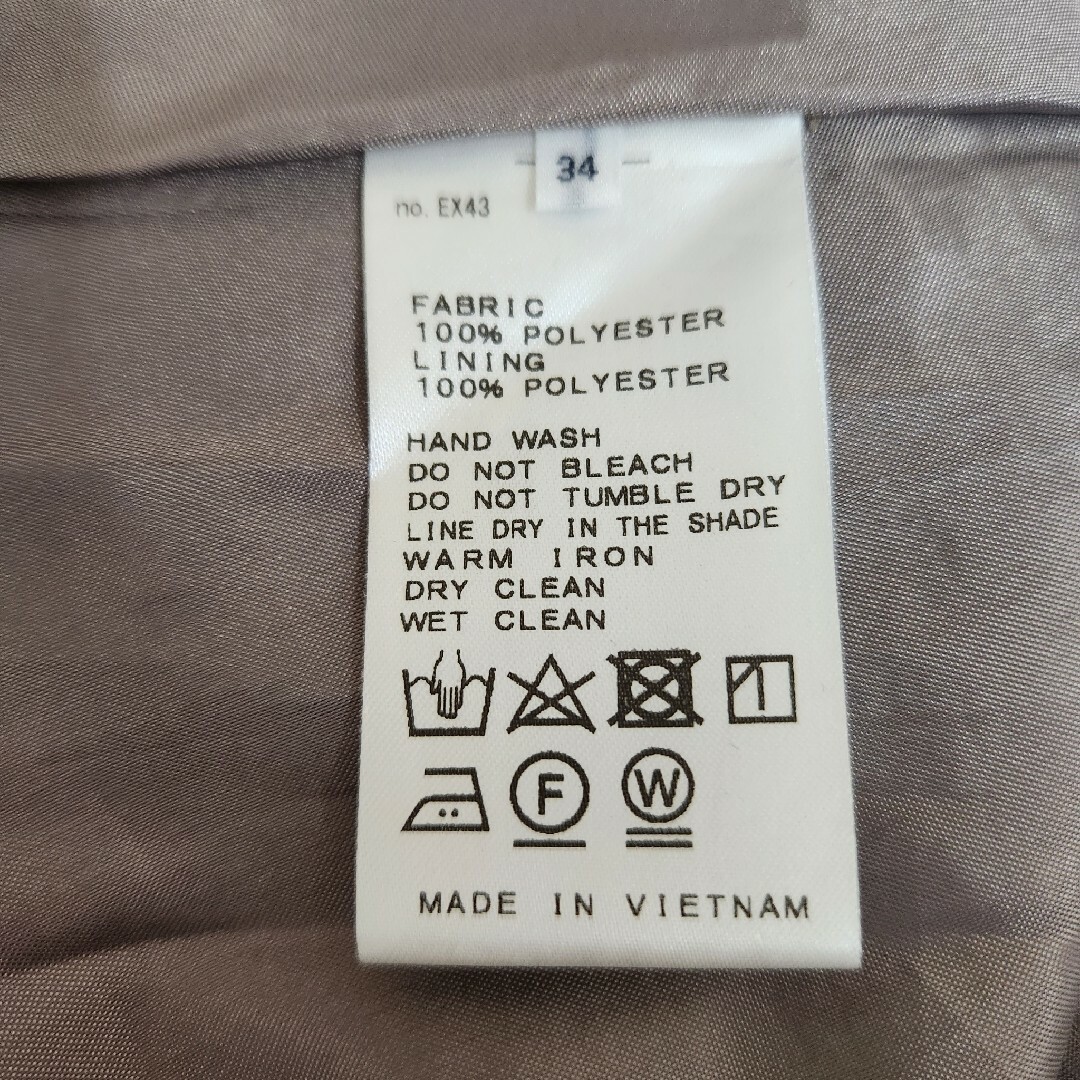 34
no. EX43
FABRIC
100% POLYESTER
LINING
100% POLYESTER
HAND WASH
DO NOT BLEACH
DO NOT TUMBLE DRY
LINE DRY IN THE SHADE
WARM IRON
DRY CLEAN
WET CLEAN
F W
MADE IN VIETNAM